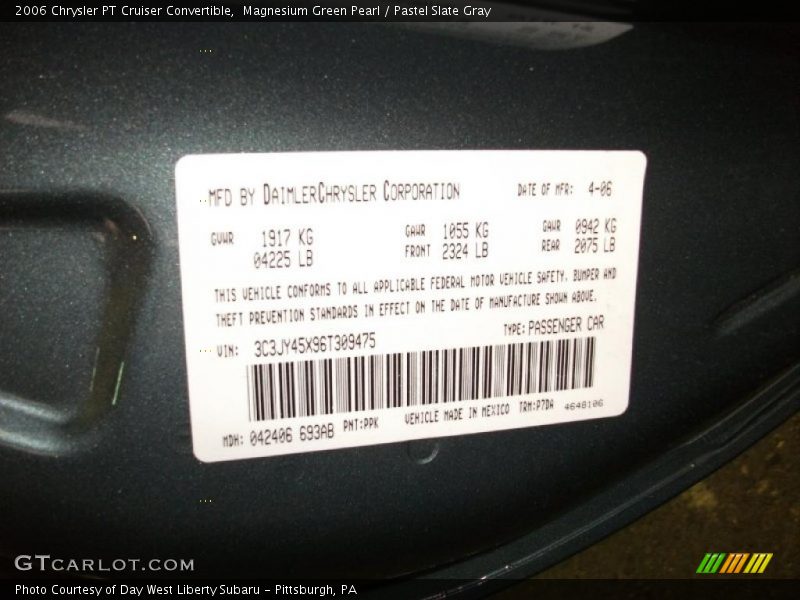 2006 Chrysler PT Cruiser Convertible,  Magnesium Green Pearl / Pastel Slate Gray
MFD BY DAIMLERCHRYSLER CORPORATION DATE OF MFR: 4-06
GVWR 1917 KG GAWR 1055 KG GAWR 0942 KG
04225 LB FRONT 2324 LB REAR 2075 LB
THIS VEHICLE CONFORMS TO ALL APPLICABLE FEDERAL MOTOR VEHICLE SAFETY, BUMPER AND
THEFT PREVENTION STANDARDS IN EFFECT ON THE DATE OF MANUFACTURE SHOWN ABOVE.
VIN: 3C3JY45X96T309475 TYPE: PASSENGER CAR
MDH: 042406 693AB PNT:PPK VEHICLE MADE IN MEXICO TRM:P7DA 4648106
GTCARLOT.COM
Photo Courtesy of Day West Liberty Subaru - Pittsburgh, PA